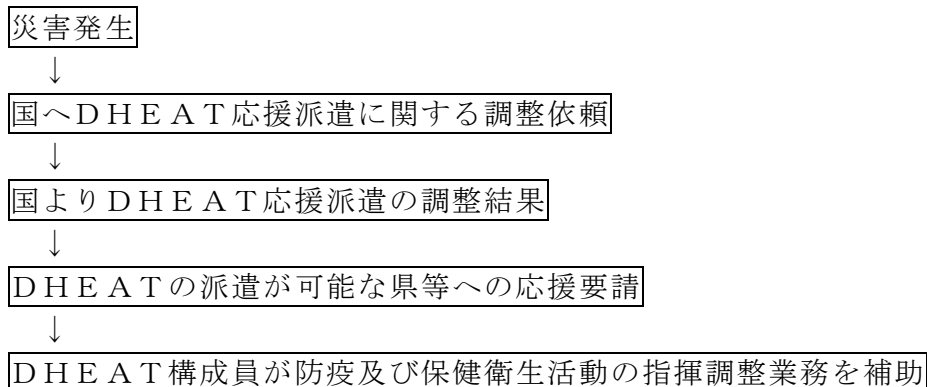 災害発生
↓
国へＤＨＥＡＴ応援派遣に関する調整依頼
↓
国よりＤＨＥＡＴ応援派遣の調整結果
↓
ＤＨＥＡＴの派遣が可能な県等への応援要請
↓
ＤＨＥＡＴ構成員が防疫及び保健衛生活動の指揮調整業務を補助